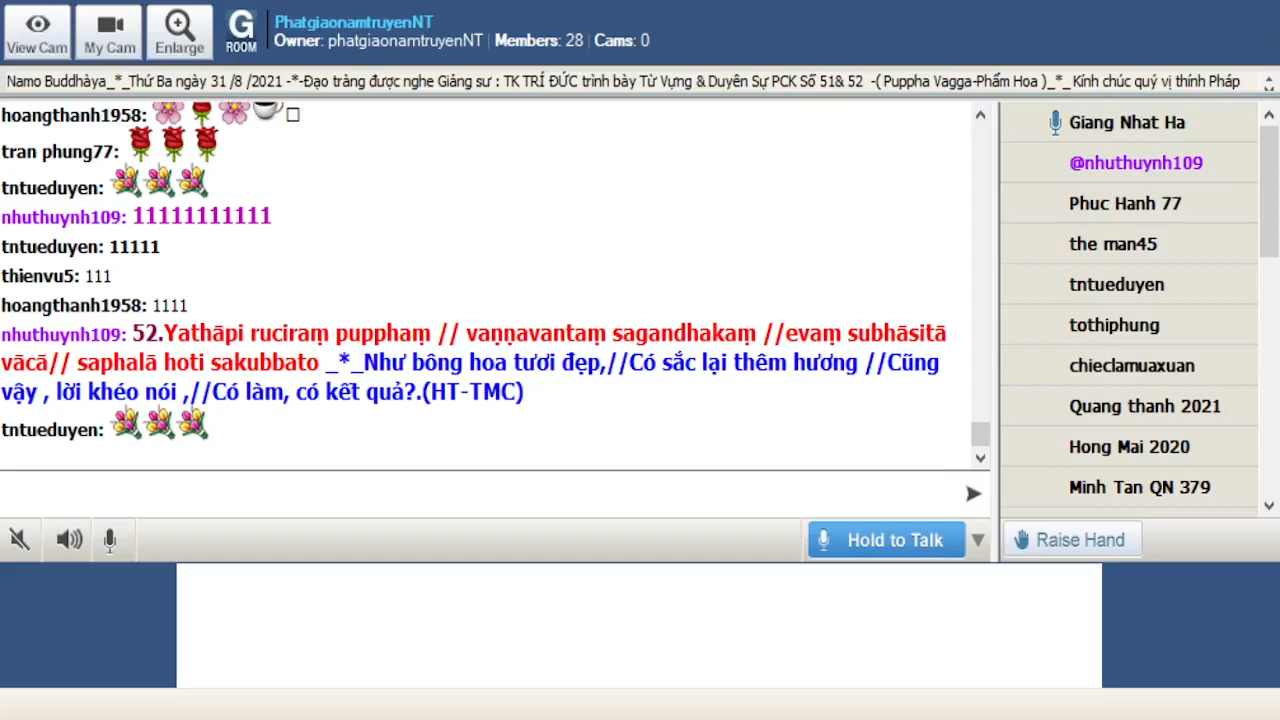 View Cam
My Cam
Enlarge
G
ROOM
PhatgiaonamtruyenNT
Owner: phatgiaonamtruyenNT | Members: 28 | Cams: 0
Namo Buddhàya_*_Thứ Ba ngày 31 /8 /2021 -*-Đạo tràng được nghe Giảng sư : TK TRÍ ĐỨC trình bày Từ Vựng & Duyên Sự PCK Số 51& 52 -( Puppha Vagga-Phẩm Hoa )_*_ Kính chúc quý vị thính Pháp
hoangthanh1958:
tran phung77:
tntueduyen:
nhuthuynh109: 11111111111
tntueduyen: 11111
thienvu5: 111
hoangthanh1958: 1111
nhuthuynh109: 52.Yathāpi ruciraṃ pupphaṃ // vaṇṇavantaṃ sagandhakaṃ //evaṃ subhāsitā
vācā// saphalā hoti sakubbato _*_Như bông hoa tươi đẹp,//Có sắc lại thêm hương //Cũng
vậy , lời khéo nói ,//Có làm, có kết quả?.(HT-TMC)
tntueduyen:
Giang Nhat Ha
@nhuthuynh109
Phuc Hanh 77
the man45
tntueduyen
tothiphung
chieclamuaxuan
Quang thanh 2021
Hong Mai 2020
Minh Tan QN 379
Hold to Talk
Raise Hand